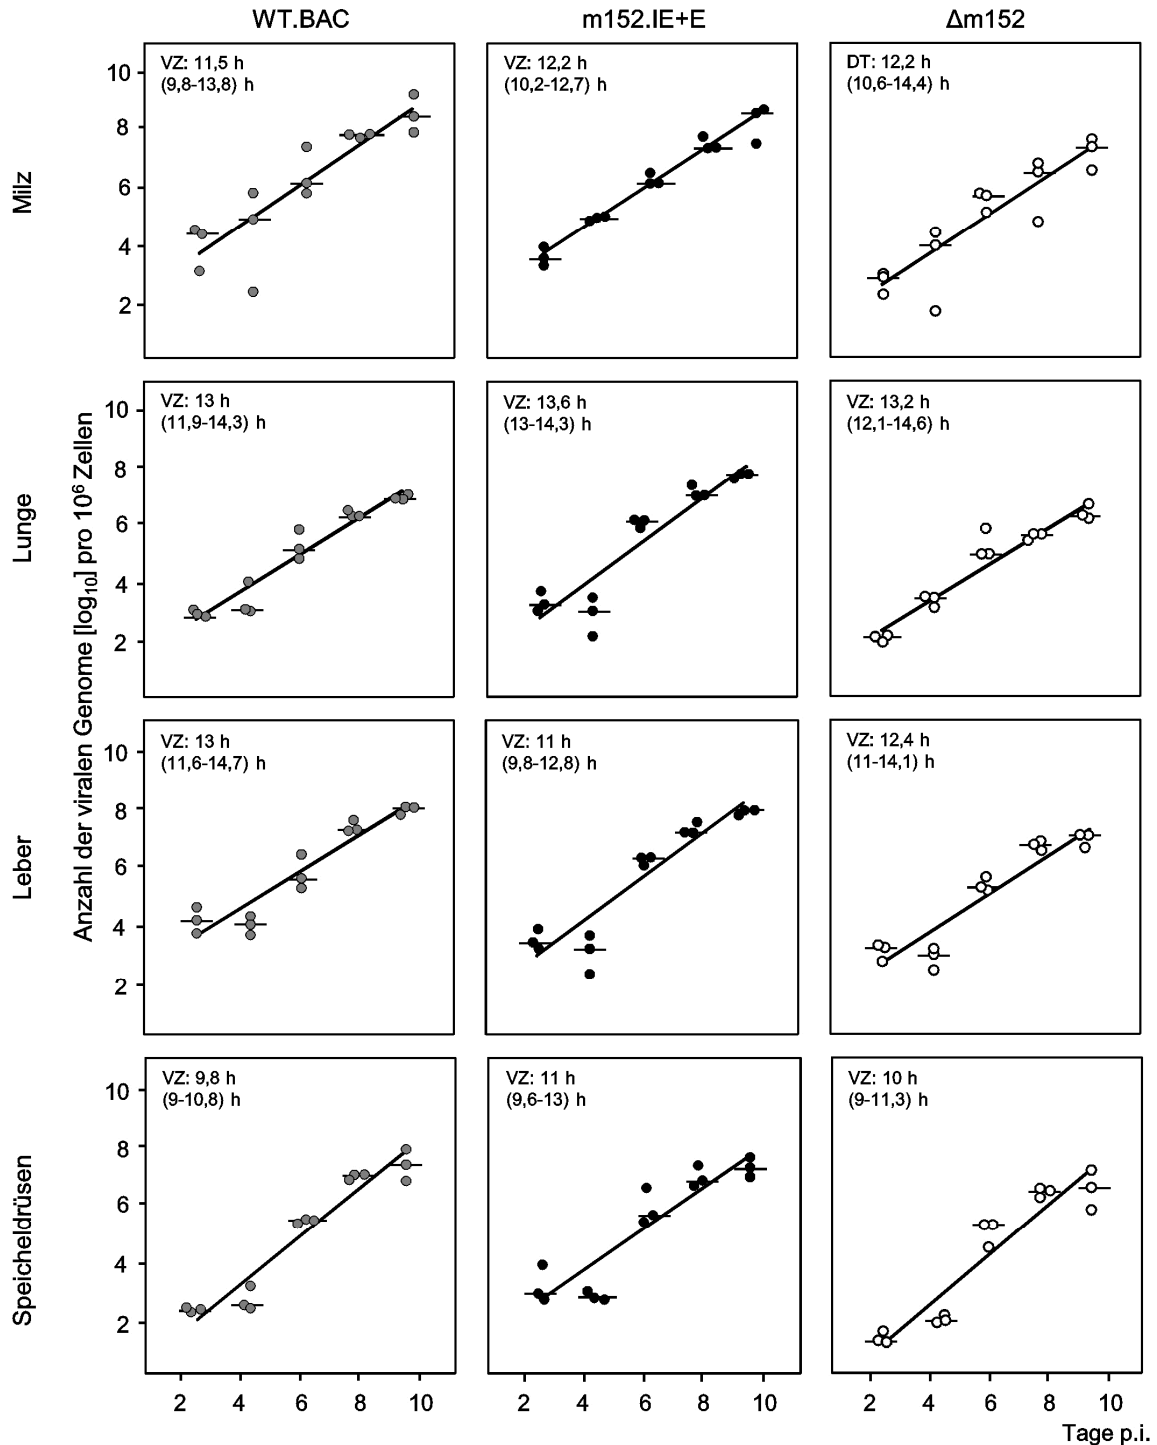 WT.BAC
m152.IE+E
Δm152
Milz
10
8
6
4
2
VZ: 11,5 h
(9,8-13,8) h
VZ: 12,2 h
(10,2-12,7) h
DT: 12,2 h
(10,6-14,4) h
Anzahl der viralen Genome [log₁₀] pro 10⁶ Zellen
Lunge
10
8
6
4
2
VZ: 13 h
(11,9-14,3) h
VZ: 13,6 h
(13-14,3) h
VZ: 13,2 h
(12,1-14,6) h
Leber
10
8
6
4
2
VZ: 13 h
(11,6-14,7) h
VZ: 11 h
(9,8-12,8) h
VZ: 12,4 h
(11-14,1) h
Speicheldrüsen
10
8
6
4
2
VZ: 9,8 h
(9-10,8) h
VZ: 11 h
(9,6-13) h
VZ: 10 h
(9-11,3) h
2 4 6 8 10
2 4 6 8 10
2 4 6 8 10
Tage p.i.